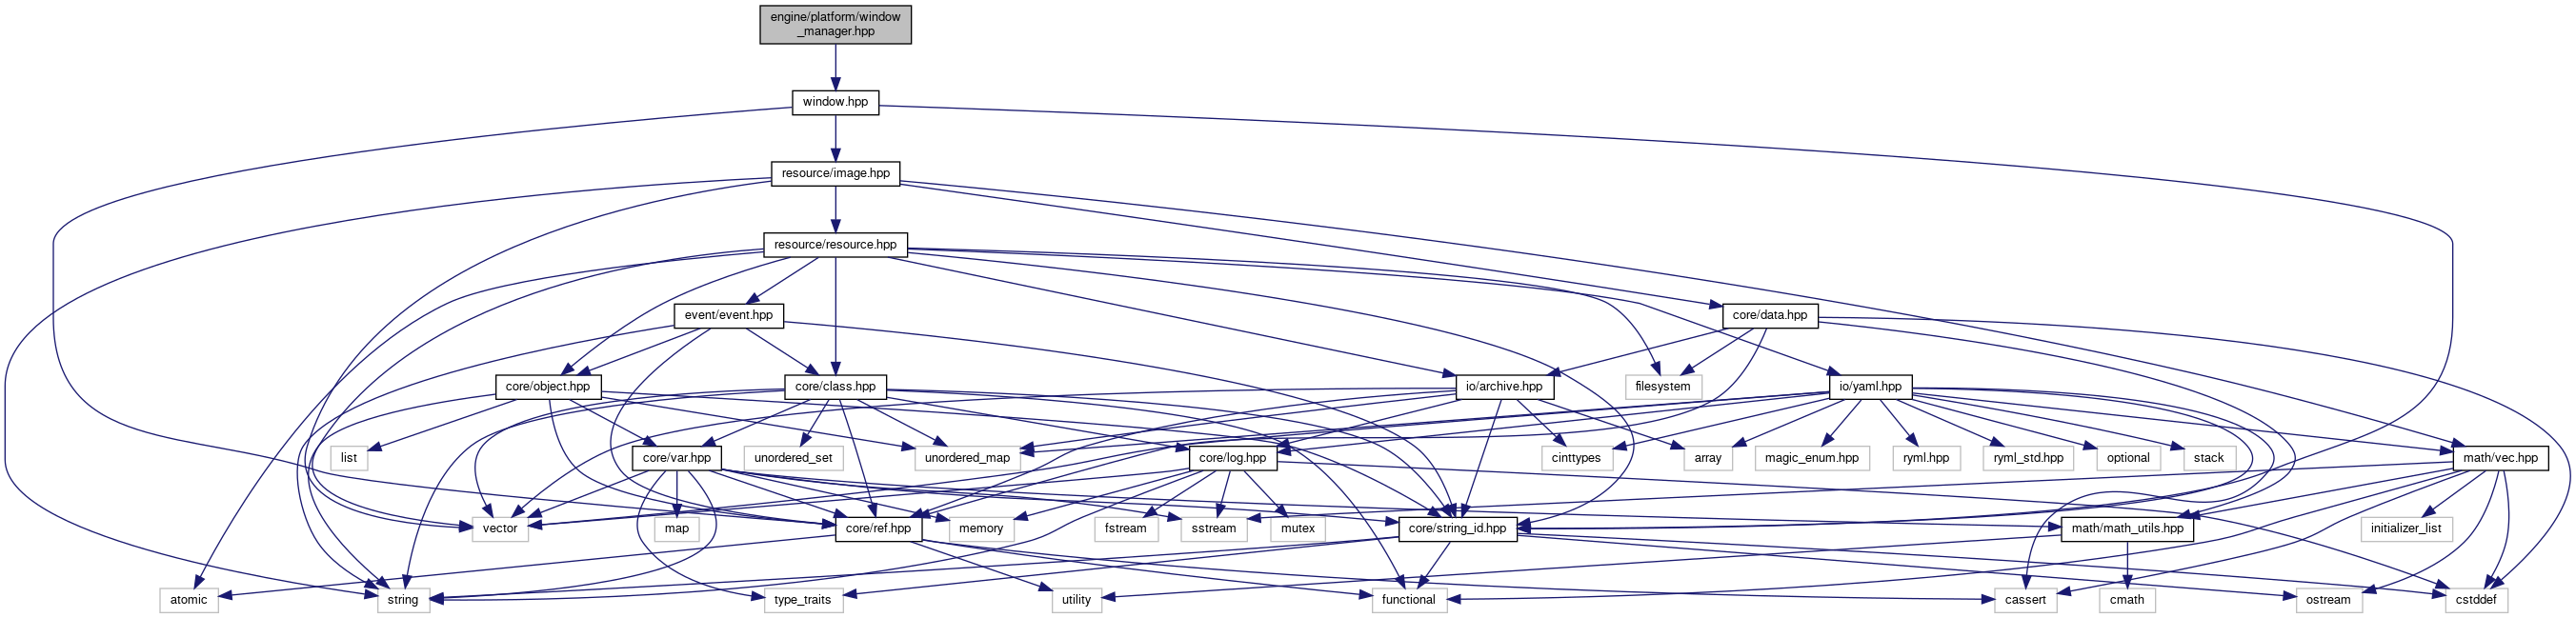 engine/platform/window
_manager.hpp
window.hpp
resource/image.hpp
resource/resource.hpp
event/event.hpp
core/data.hpp
core/object.hpp
core/class.hpp
io/archive.hpp
filesystem
io/yaml.hpp
list
core/var.hpp
unordered_set
unordered_map
core/log.hpp
cinttypes
array
magic_enum.hpp
ryml.hpp
ryml_std.hpp
optional
stack
math/vec.hpp
vector
map
core/ref.hpp
memory
fstream
sstream
mutex
core/string_id.hpp
math/math_utils.hpp
initializer_list
atomic
string
type_traits
utility
functional
cassert
cmath
ostream
cstddef